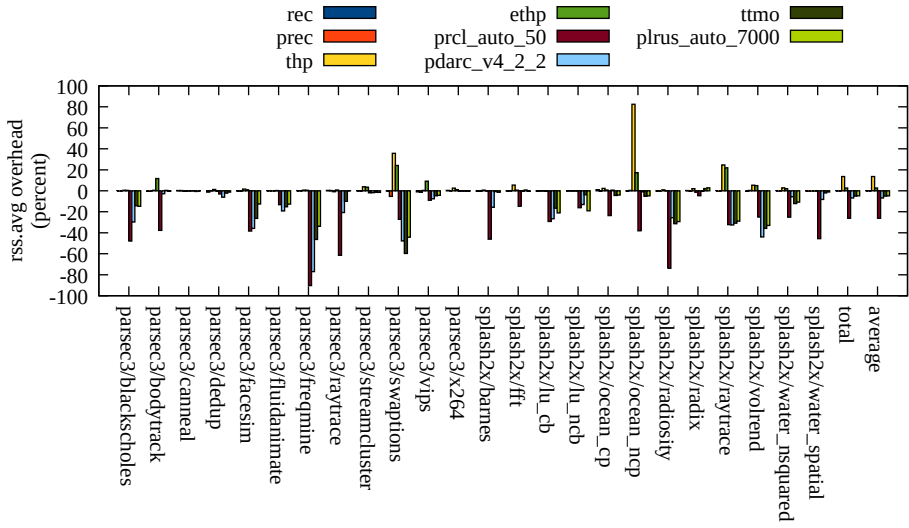 rec
prec
thp
ethp
prcl_auto_50
pdarc_v4_2_2
ttmo
plrus_auto_7000
rss.avg overhead
(percent)
100
80
60
40
20
0
-20
-40
-60
-80
-100
parsec3/blackscholes
parsec3/bodytrack
parsec3/canneal
parsec3/dedup
parsec3/facesim
parsec3/fluidanimate
parsec3/freqmine
parsec3/raytrace
parsec3/streamcluster
parsec3/swaptions
parsec3/vips
parsec3/x264
splash2x/barnes
splash2x/fft
splash2x/lu_cb
splash2x/lu_ncb
splash2x/ocean_cp
splash2x/ocean_ncp
splash2x/radiosity
splash2x/radix
splash2x/raytrace
splash2x/volrend
splash2x/water_nsquared
splash2x/water_spatial
total
average